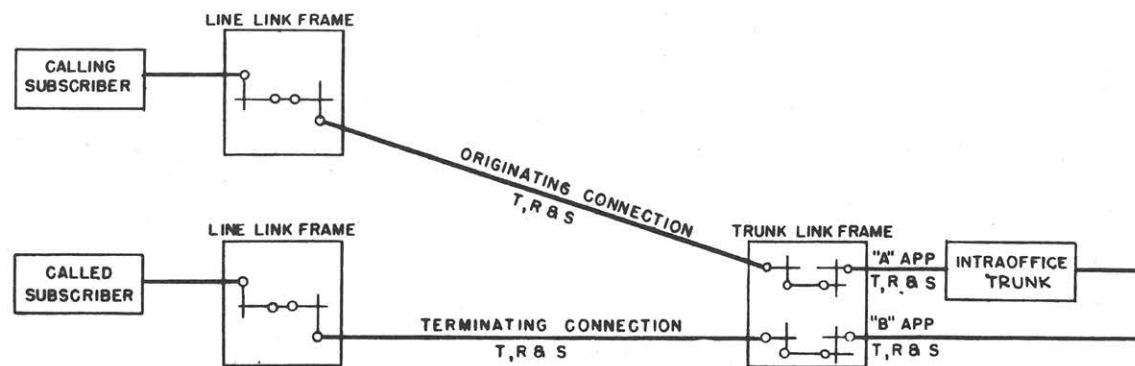 LINE LINK FRAME
CALLING
SUBSCRIBER
ORIGINATING CONNECTION
T,R & S
LINE LINK FRAME
TRUNK LINK FRAME
CALLED
SUBSCRIBER
"A" APP
T,R & S
INTRAOFFICE
TRUNK
TERMINATING CONNECTION
T,R & S
"B" APP
T,R & S